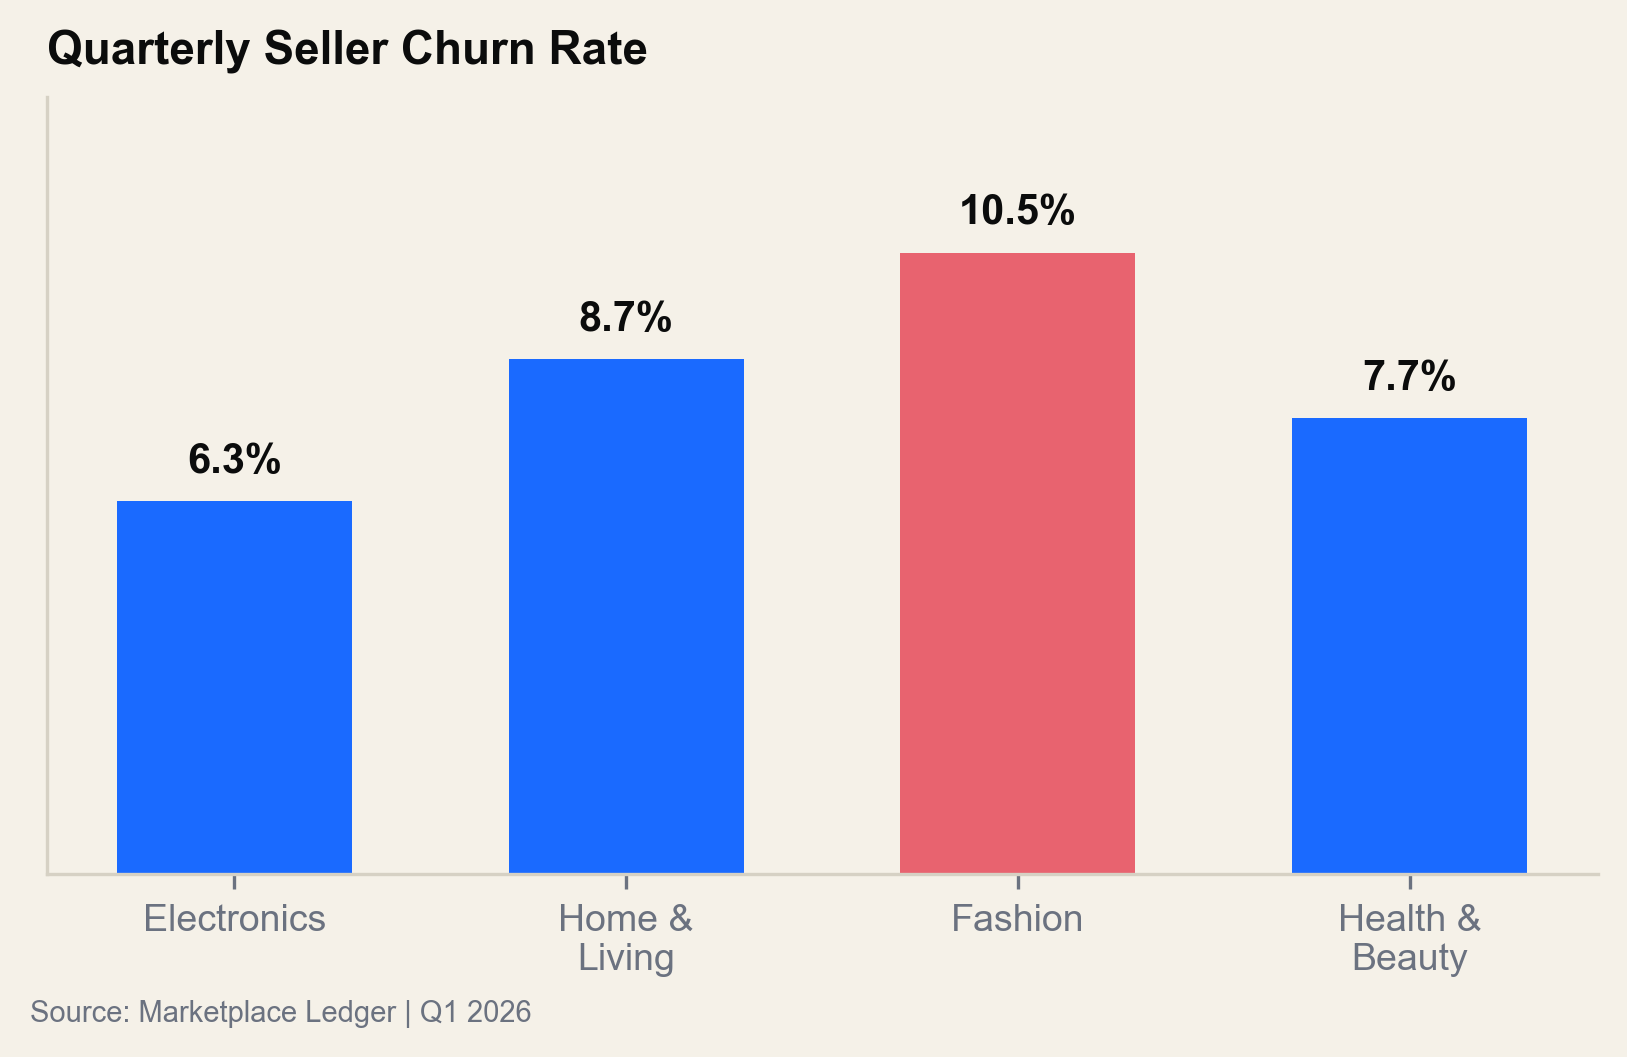 Quarterly Seller Churn Rate
6.3%
8.7%
10.5%
7.7%
Electronics
Home &
Living
Fashion
Health &
Beauty
Source: Marketplace Ledger | Q1 2026